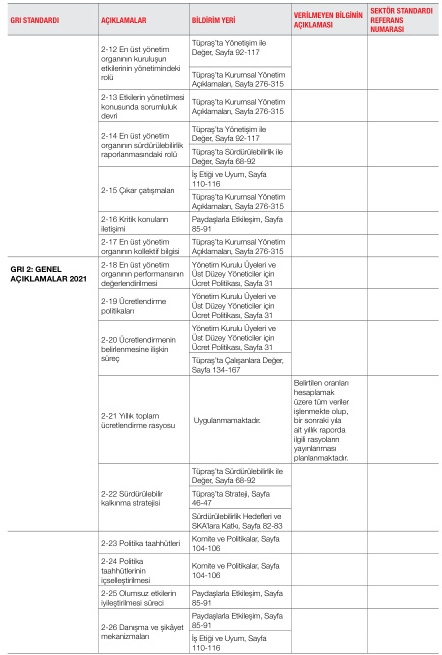 GRI STANDARDI
AÇIKLAMALAR
BİLDİRİM YERİ
VERİLMEYEN BİLGİNİN
AÇIKLAMASI
SEKTÖR STANDARDI
REFERANS
NUMARASI
2-12 En üst yönetim
organının kuruluşun
etkilerinin yönetimindeki
rolü
Tüpraş'ta Yönetişim ile
Değer, Sayfa 92-117
Tüpraş'ta Kurumsal Yönetim
Açıklamaları, Sayfa 276-315
2-13 Etkilerin yönetilmesi
konusunda sorumluluk
devri
Tüpraş'ta Kurumsal Yönetim
Açıklamaları, Sayfa 276-315
2-14 En üst yönetim
organının sürdürülebilirlik
raporlanmasındaki rolü
Tüpraş'ta Yönetişim ile
Değer, Sayfa 92-117
Tüpraş'ta Sürdürülebilirlik ile
Değer, Sayfa 68-92
2-15 Çıkar çatışmaları
İş Etiği ve Uyum, Sayfa
110-116
Tüpraş'ta Kurumsal Yönetim
Açıklamaları, Sayfa 276-315
2-16 Kritik konuların
iletişimi
Paydaşlarla Etkileşim, Sayfa
85-91
2-17 En üst yönetim
organının kollektif bilgisi
Tüpraş'ta Kurumsal Yönetim
Açıklamaları, Sayfa 276-315
GRI 2: GENEL
AÇIKLAMALAR 2021
2-18 En üst yönetim
organının performansının
değerlendirilmesi
Yönetim Kurulu Üyeleri ve
Üst Düzey Yöneticiler için
Ücret Politikası, Sayfa 31
2-19 Ücretlendirme
politikaları
Yönetim Kurulu Üyeleri ve
Üst Düzey Yöneticiler için
Ücret Politikası, Sayfa 31
2-20 Ücretlendirmenin
belirlenmesine ilişkin
süreç
Yönetim Kurulu Üyeleri ve
Üst Düzey Yöneticiler için
Ücret Politikası, Sayfa 31
Tüpraş'ta Çalışanlara Değer,
Sayfa 134-167
2-21 Yıllık toplam
ücretlendirme rasyosu
Uygulanmamaktadır.
Belirtilen oranları
hesaplamak
üzere tüm veriler
işlenmekte olup,
bir sonraki yıla
ait yıllık raporda
ilgili rasyoların
yayınlanması
planlanmaktadır.
2-22 Sürdürülebilir
kalkınma stratejisi
Tüpraş'ta Sürdürülebilirlik ile
Değer, Sayfa 68-92
Tüpraş'ta Strateji, Sayfa
46-47
Sürdürülebilirlik Hedefleri ve
SKA'lara Katkı, Sayfa 82-83
2-23 Politika taahhütleri
Komite ve Politikalar, Sayfa
104-106
2-24 Politika
taahhütlerinin
içselleştirilmesi
Komite ve Politikalar, Sayfa
104-106
2-25 Olumsuz etkilerin
iyileştirilmesi süreci
Paydaşlarla Etkileşim, Sayfa
85-91
2-26 Danışma ve şikâyet
mekanizmaları
Paydaşlarla Etkileşim, Sayfa
85-91
İş Etiği ve Uyum, Sayfa
110-116